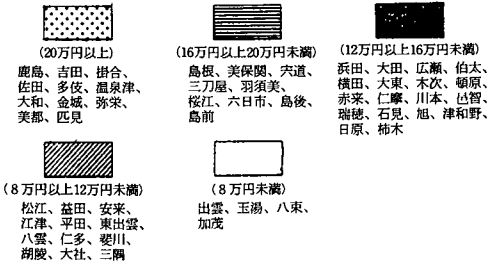 (20万円以上)
鹿島、吉田、掛合、
佐田、多伎、温泉津、
大和、金城、弥栄、
美都、匹見
(16万円以上20万円未満)
島根、美保関、宍道、
三刀屋、羽須美、
桜江、六日市、島後、
島前
(12万円以上16万円未満)
浜田、大田、広瀬、伯太、
横田、大東、木次、頓原、
赤来、仁摩、川本、邑智、
瑞穂、石見、旭、津和野、
日原、柿木
(8万円以上12万円未満)
松江、益田、安来、
江津、平田、東出雲、
八雲、仁多、斐川、
湖陵、大社、三隅
(8万円未満)
出雲、玉湯、八束、
加茂